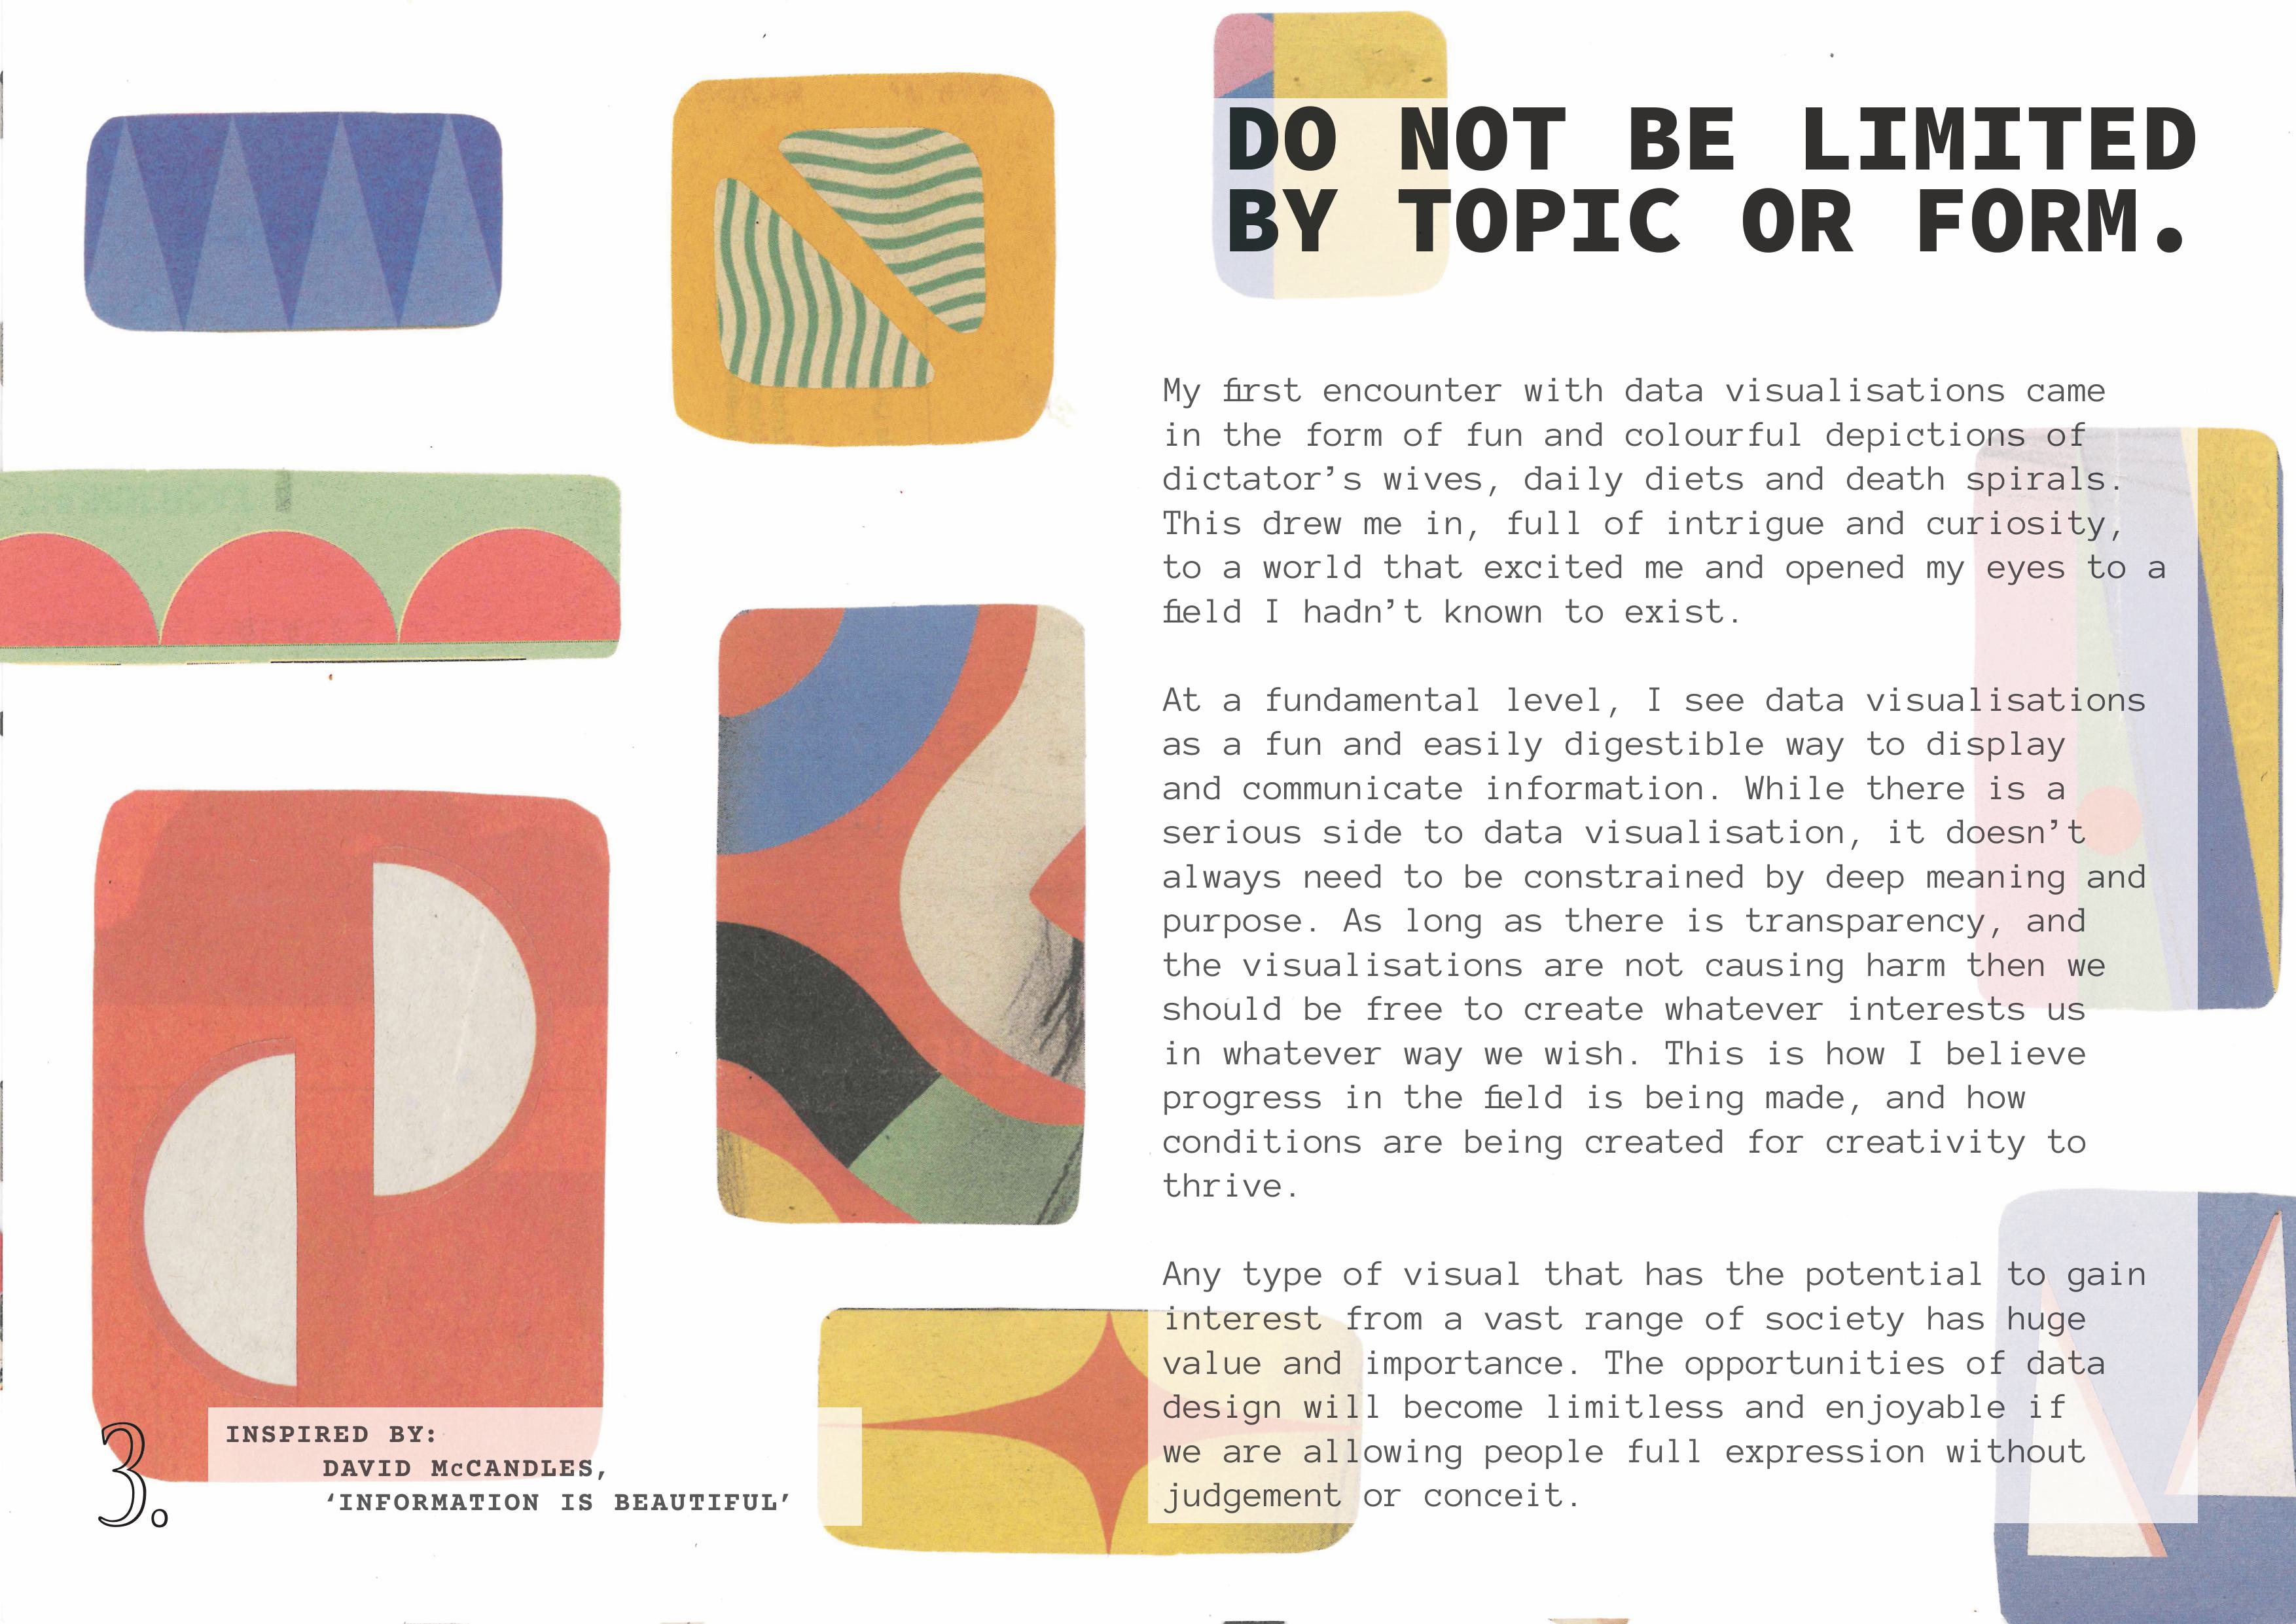 DO NOT BE LIMITED
BY TOPIC OR FORM.
My first encounter with data visualisations came
in the form of fun and colourful depictions of
dictator’s wives, daily diets and death spirals.
This drew me in, full of intrigue and curiosity,
to a world that excited me and opened my eyes to a
field I hadn’t known to exist.
At a fundamental level, I see data visualisations
as a fun and easily digestible way to display
and communicate information. While there is a
serious side to data visualisation, it doesn’t
always need to be constrained by deep meaning and
purpose. As long as there is transparency, and
the visualisations are not causing harm then we
should be free to create whatever interests us
in whatever way we wish. This is how I believe
progress in the field is being made, and how
conditions are being created for creativity to
thrive.
Any type of visual that has the potential to gain
interest from a vast range of society has huge
value and importance. The opportunities of data
design will become limitless and enjoyable if
we are allowing people full expression without
judgement or conceit.
3.
INSPIRED BY:
DAVID McCANDLES,
‘INFORMATION IS BEAUTIFUL’